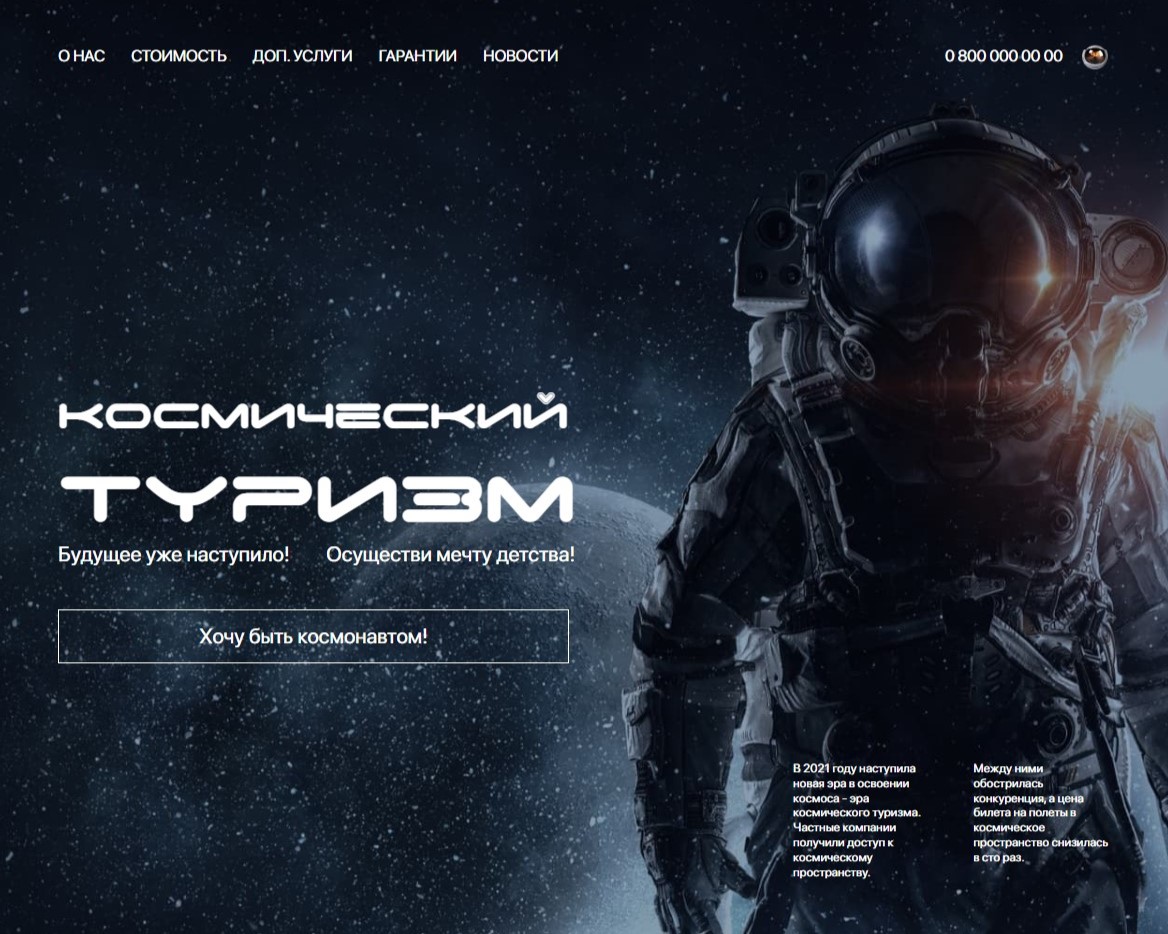 О НАС СТОИМОСТЬ ДОП. УСЛУГИ ГАРАНТИИ НОВОСТИ 0 800 000 00 00
КОСМИЧЕСКИЙ
ТУРИЗМ
Будущее уже наступило! Осуществи мечту детства!
Хочу быть космонавтом!
В 2021 году наступила
новая эра в освоении
космоса - эра
космического туризма.
Частные компании
получили доступ к
космическому
пространству.
Между ними
обострилась
конкуренция, а цена
билета на полеты в
космическое
пространство снизилась
в сто раз.